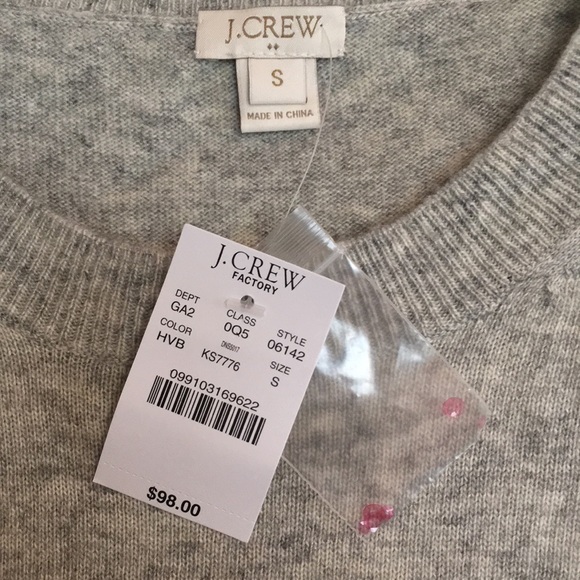 J.CREW
S
MADE IN CHINA
J.CREW
FACTORY
DEPT CLASS STYLE
GA2 0Q5 06142
COLOR SIZE
HVB KS7776 S
099103169622
$98.00